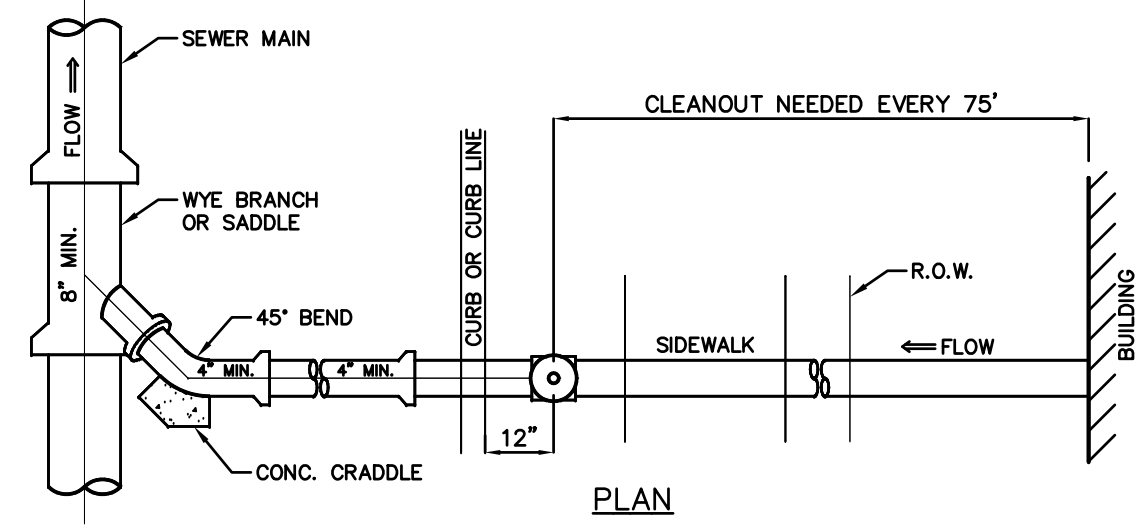 SEWER MAIN
FLOW
CLEANOUT NEEDED EVERY 75'
CURB OR CURB LINE
WYE BRANCH
OR SADDLE
8" MIN.
R.O.W.
45° BEND
SIDEWALK
FLOW
BUILDING
4" MIN.
4" MIN.
12"
CONC. CRADDLE
PLAN